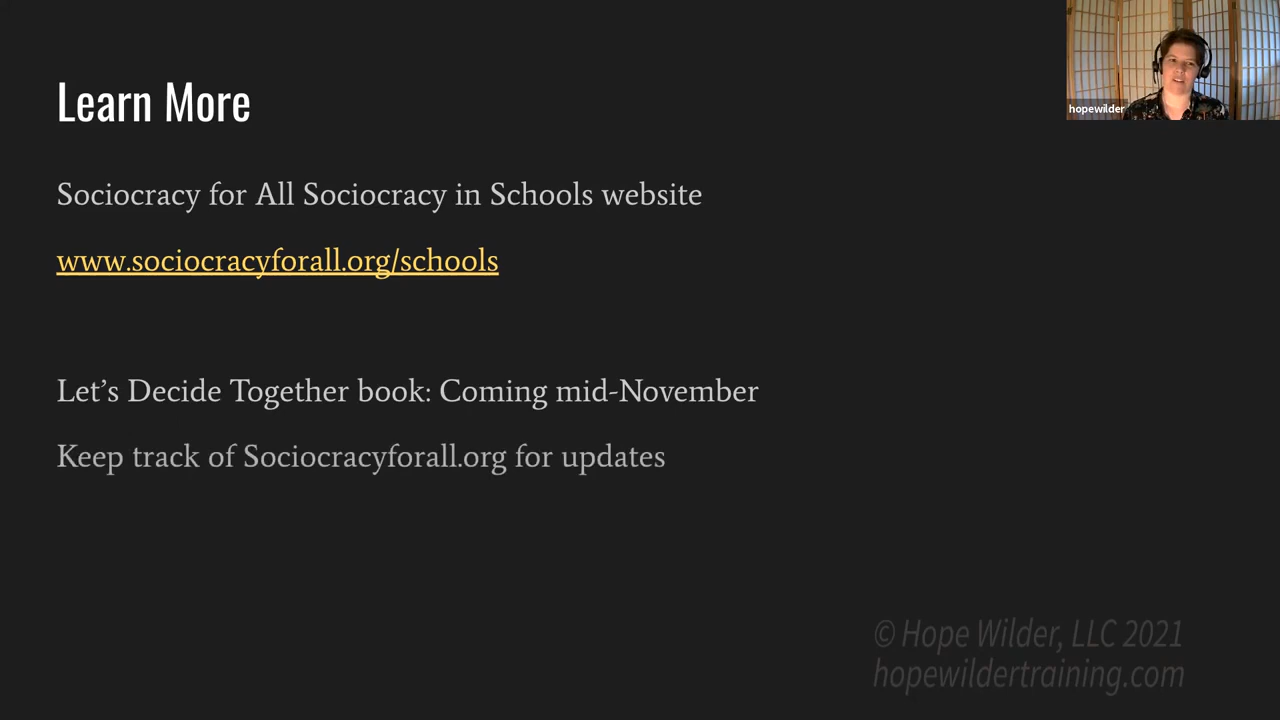 Learn More
hopewilder
Sociocracy for All Sociocracy in Schools website
www.sociocracyforall.org/schools
Let’s Decide Together book: Coming mid-November
Keep track of Sociocracyforall.org for updates
© Hope Wilder, LLC 2021
hopewildertraining.com